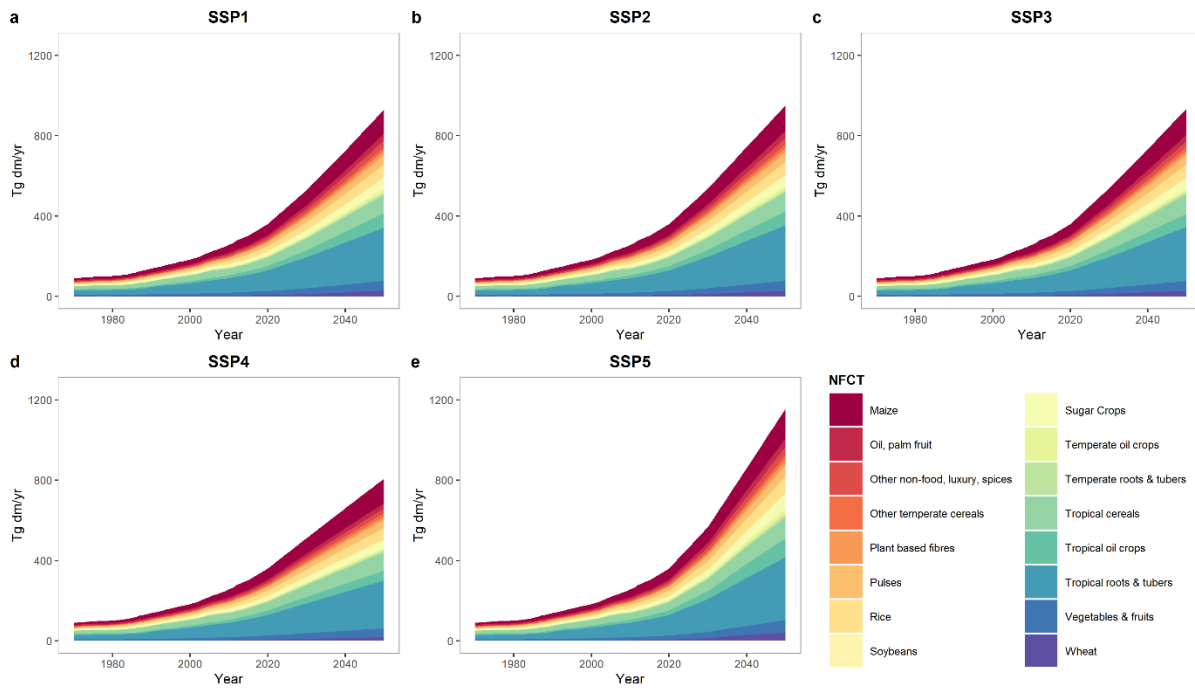 a SSP1
b SSP2
c SSP3
1200
800
400
0
Tg dm/yr
1980 2000 2020 2040
Year
1200
800
400
0
Tg dm/yr
1980 2000 2020 2040
Year
1200
800
400
0
Tg dm/yr
1980 2000 2020 2040
Year
d SSP4
e SSP5
1200
800
400
0
Tg dm/yr
1980 2000 2020 2040
Year
1200
800
400
0
Tg dm/yr
1980 2000 2020 2040
Year
NFCT
Maize
Oil, palm fruit
Other non-food, luxury, spices
Other temperate cereals
Plant based fibres
Pulses
Rice
Soybeans
Sugar Crops
Temperate oil crops
Temperate roots & tubers
Tropical cereals
Tropical oil crops
Tropical roots & tubers
Vegetables & fruits
Wheat